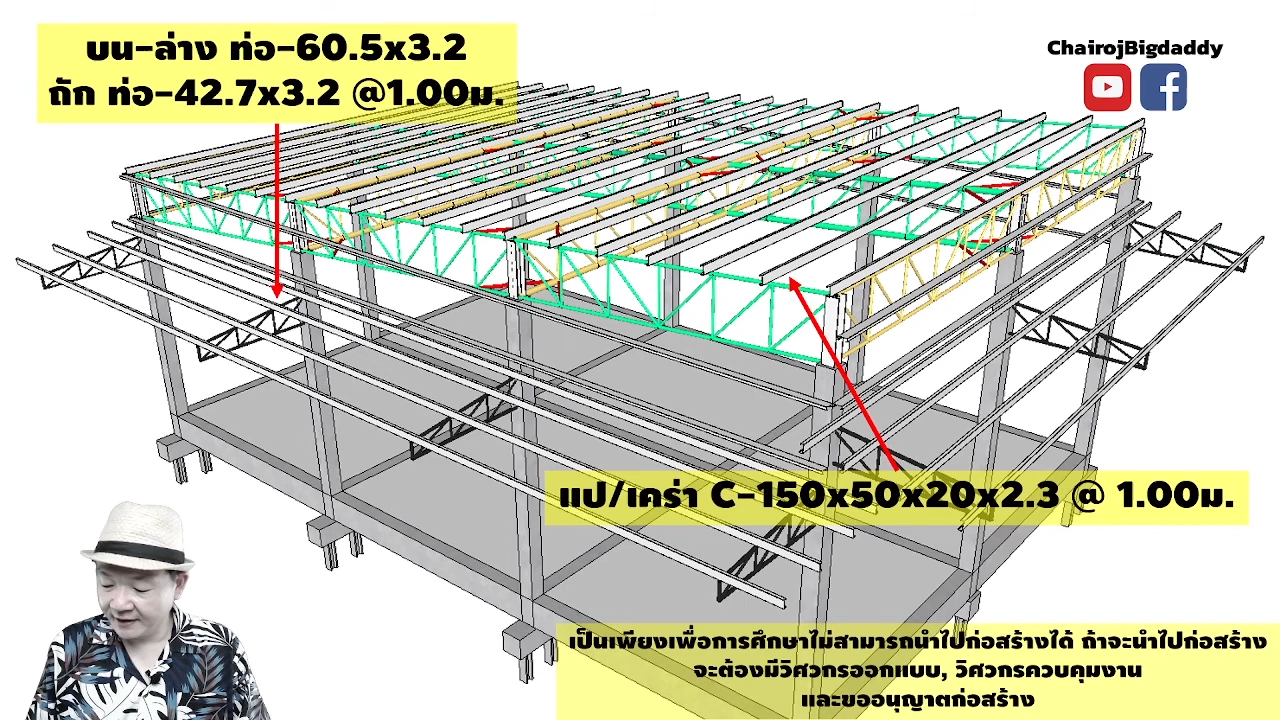 บน-ล่าง ท่อ-60.5x3.2
ถัก ท่อ-42.7x3.2 @1.00ม.
ChairojBigdaddy
แป/เคร่า C-150x50x20x2.3 @ 1.00ม.
เป็นเพียงเพื่อการศึกษาไม่สามารถนำไปก่อสร้างได้ ถ้าจะนำไปก่อสร้าง
จะต้องมีวิศวกรออกแบบ, วิศวกรควบคุมงาน
และขออนุญาตก่อสร้าง